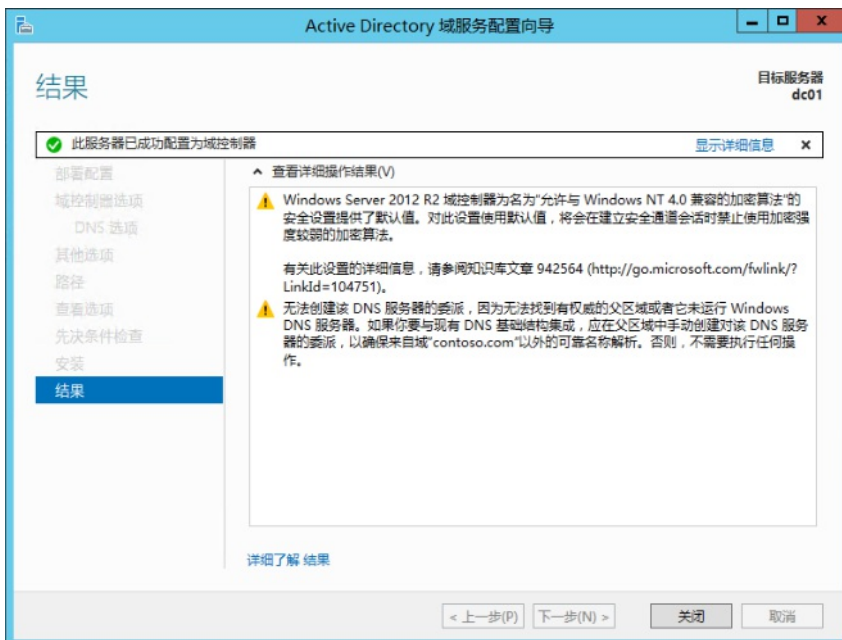 Active Directory 域服务配置向导
结果
目标服务器
dc01
此服务器已成功配置为域控制器
显示详细信息
部署配置
域控制器选项
DNS 选项
其他选项
路径
查看选项
先决条件检查
安装
结果
查看详细操作结果(V)
Windows Server 2012 R2 域控制器为名为“允许与 Windows NT 4.0 兼容的加密算法”的
安全设置提供了默认值。对此设置使用默认值，将会在建立安全通道会话时禁止使用加密强
度较弱的加密算法。
有关此设置的详细信息，请参阅知识库文章 942564 (http://go.microsoft.com/fwlink/?
LinkId=104751)。
无法创建该 DNS 服务器的委派，因为无法找到有权威的父区域或者它未运行 Windows
DNS 服务器。如果你要与现有 DNS 基础结构集成，应在父区域中手动创建对该 DNS 服务
器的委派，以确保来自域“contoso.com”以外的可靠名称解析。否则，不需要执行任何操
作。
详细了解 结果
< 上一步(P)
下一步(N) >
关闭
取消